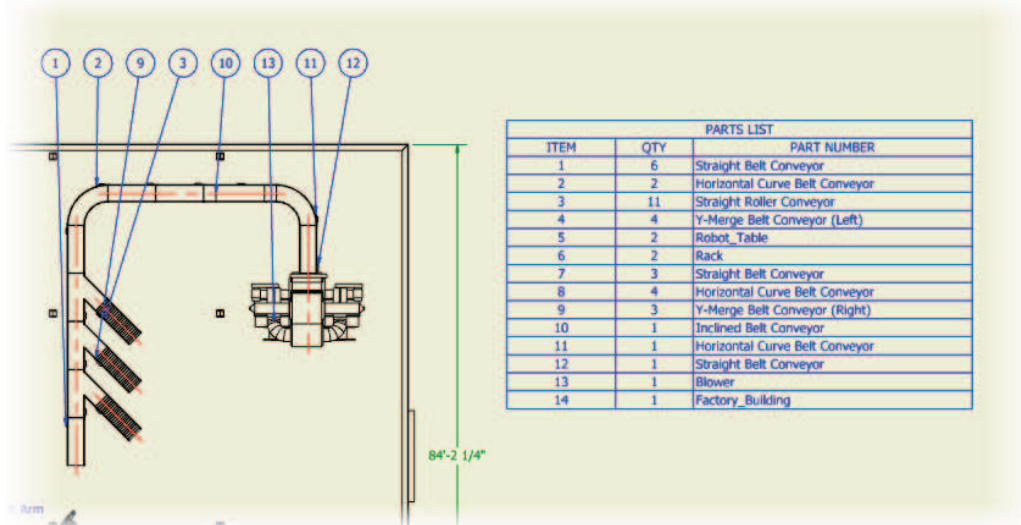 1 2 9 3 10 13 11 12
PARTS LIST
ITEM QTY PART NUMBER
1 6 Straight Belt Conveyor
2 2 Horizontal Curve Belt Conveyor
3 11 Straight Roller Conveyor
4 4 Y-Merge Belt Conveyor (Left)
5 2 Robot_Table
6 2 Rack
7 3 Straight Belt Conveyor
8 4 Horizontal Curve Belt Conveyor
9 3 Y-Merge Belt Conveyor (Right)
10 1 Inclined Belt Conveyor
11 1 Horizontal Curve Belt Conveyor
12 1 Straight Belt Conveyor
13 1 Blower
14 1 Factory_Building
84'-2 1/4"
Arm